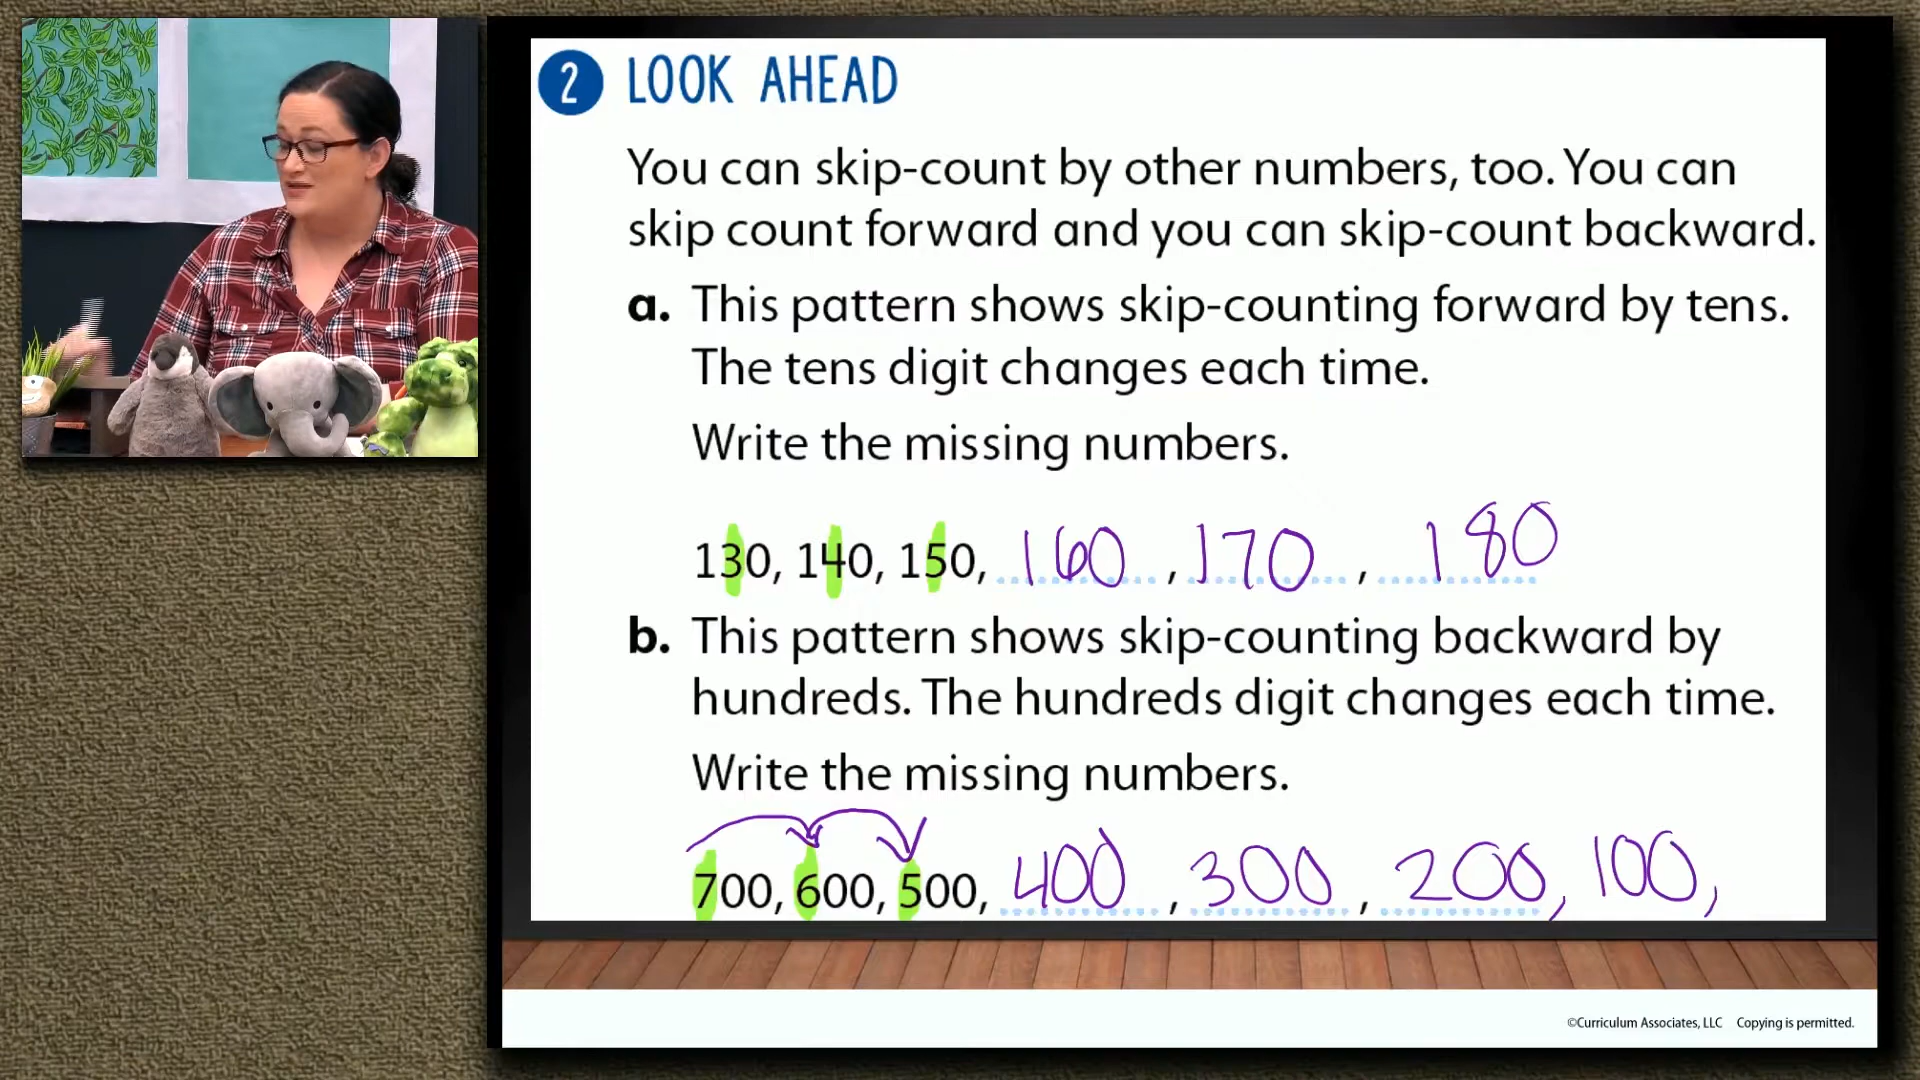 2 LOOK AHEAD
You can skip-count by other numbers, too. You can
skip count forward and you can skip-count backward.
a. This pattern shows skip-counting forward by tens.
The tens digit changes each time.
Write the missing numbers.
130, 140, 150, 160, 170, 180
b. This pattern shows skip-counting backward by
hundreds. The hundreds digit changes each time.
Write the missing numbers.
700, 600, 500, 400, 300, 200, 100,
©Curriculum Associates, LLC Copying is permitted.